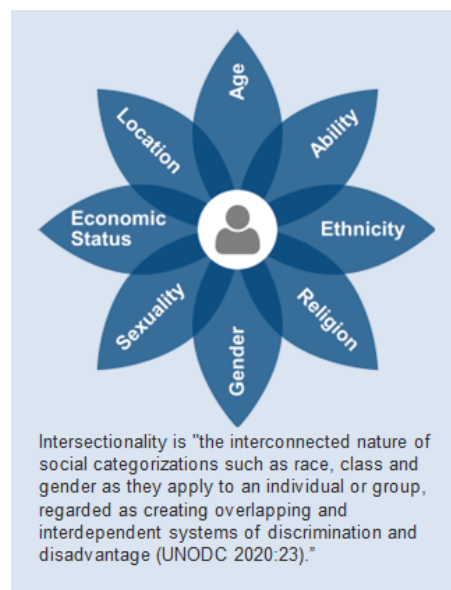 Age
Ability
Ethnicity
Religion
Gender
Sexuality
Economic
Status
Location
Intersectionality is "the interconnected nature of
social categorizations such as race, class and
gender as they apply to an individual or group,
regarded as creating overlapping and
interdependent systems of discrimination and
disadvantage (UNODC 2020:23).”